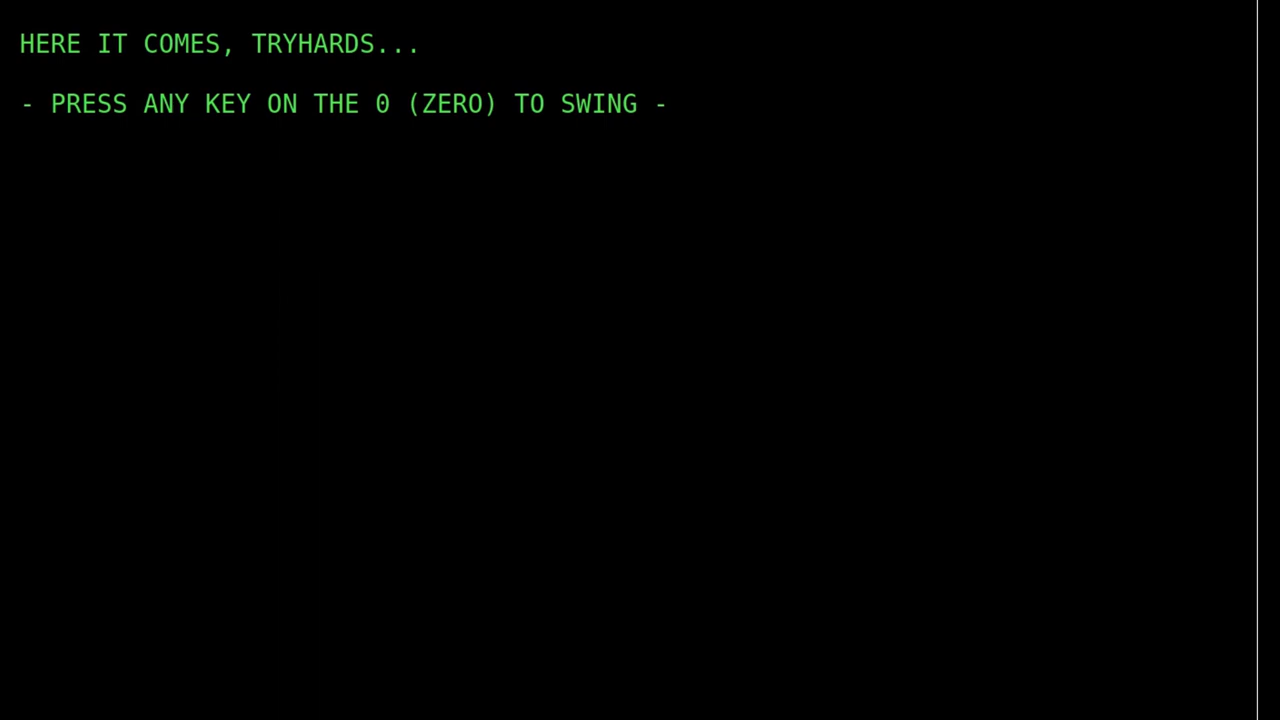 HERE IT COMES, TRYHARDS...
- PRESS ANY KEY ON THE 0 (ZERO) TO SWING -